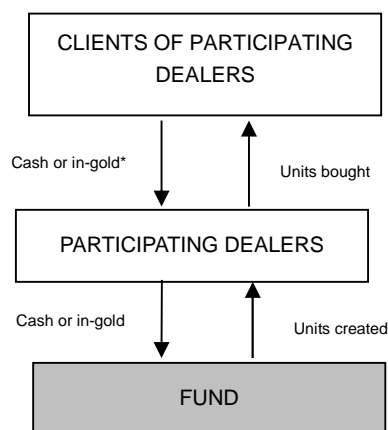 CLIENTS OF PARTICIPATING
DEALERS
Cash or in-gold*
Units bought
PARTICIPATING DEALERS
Cash or in-gold
Units created
FUND